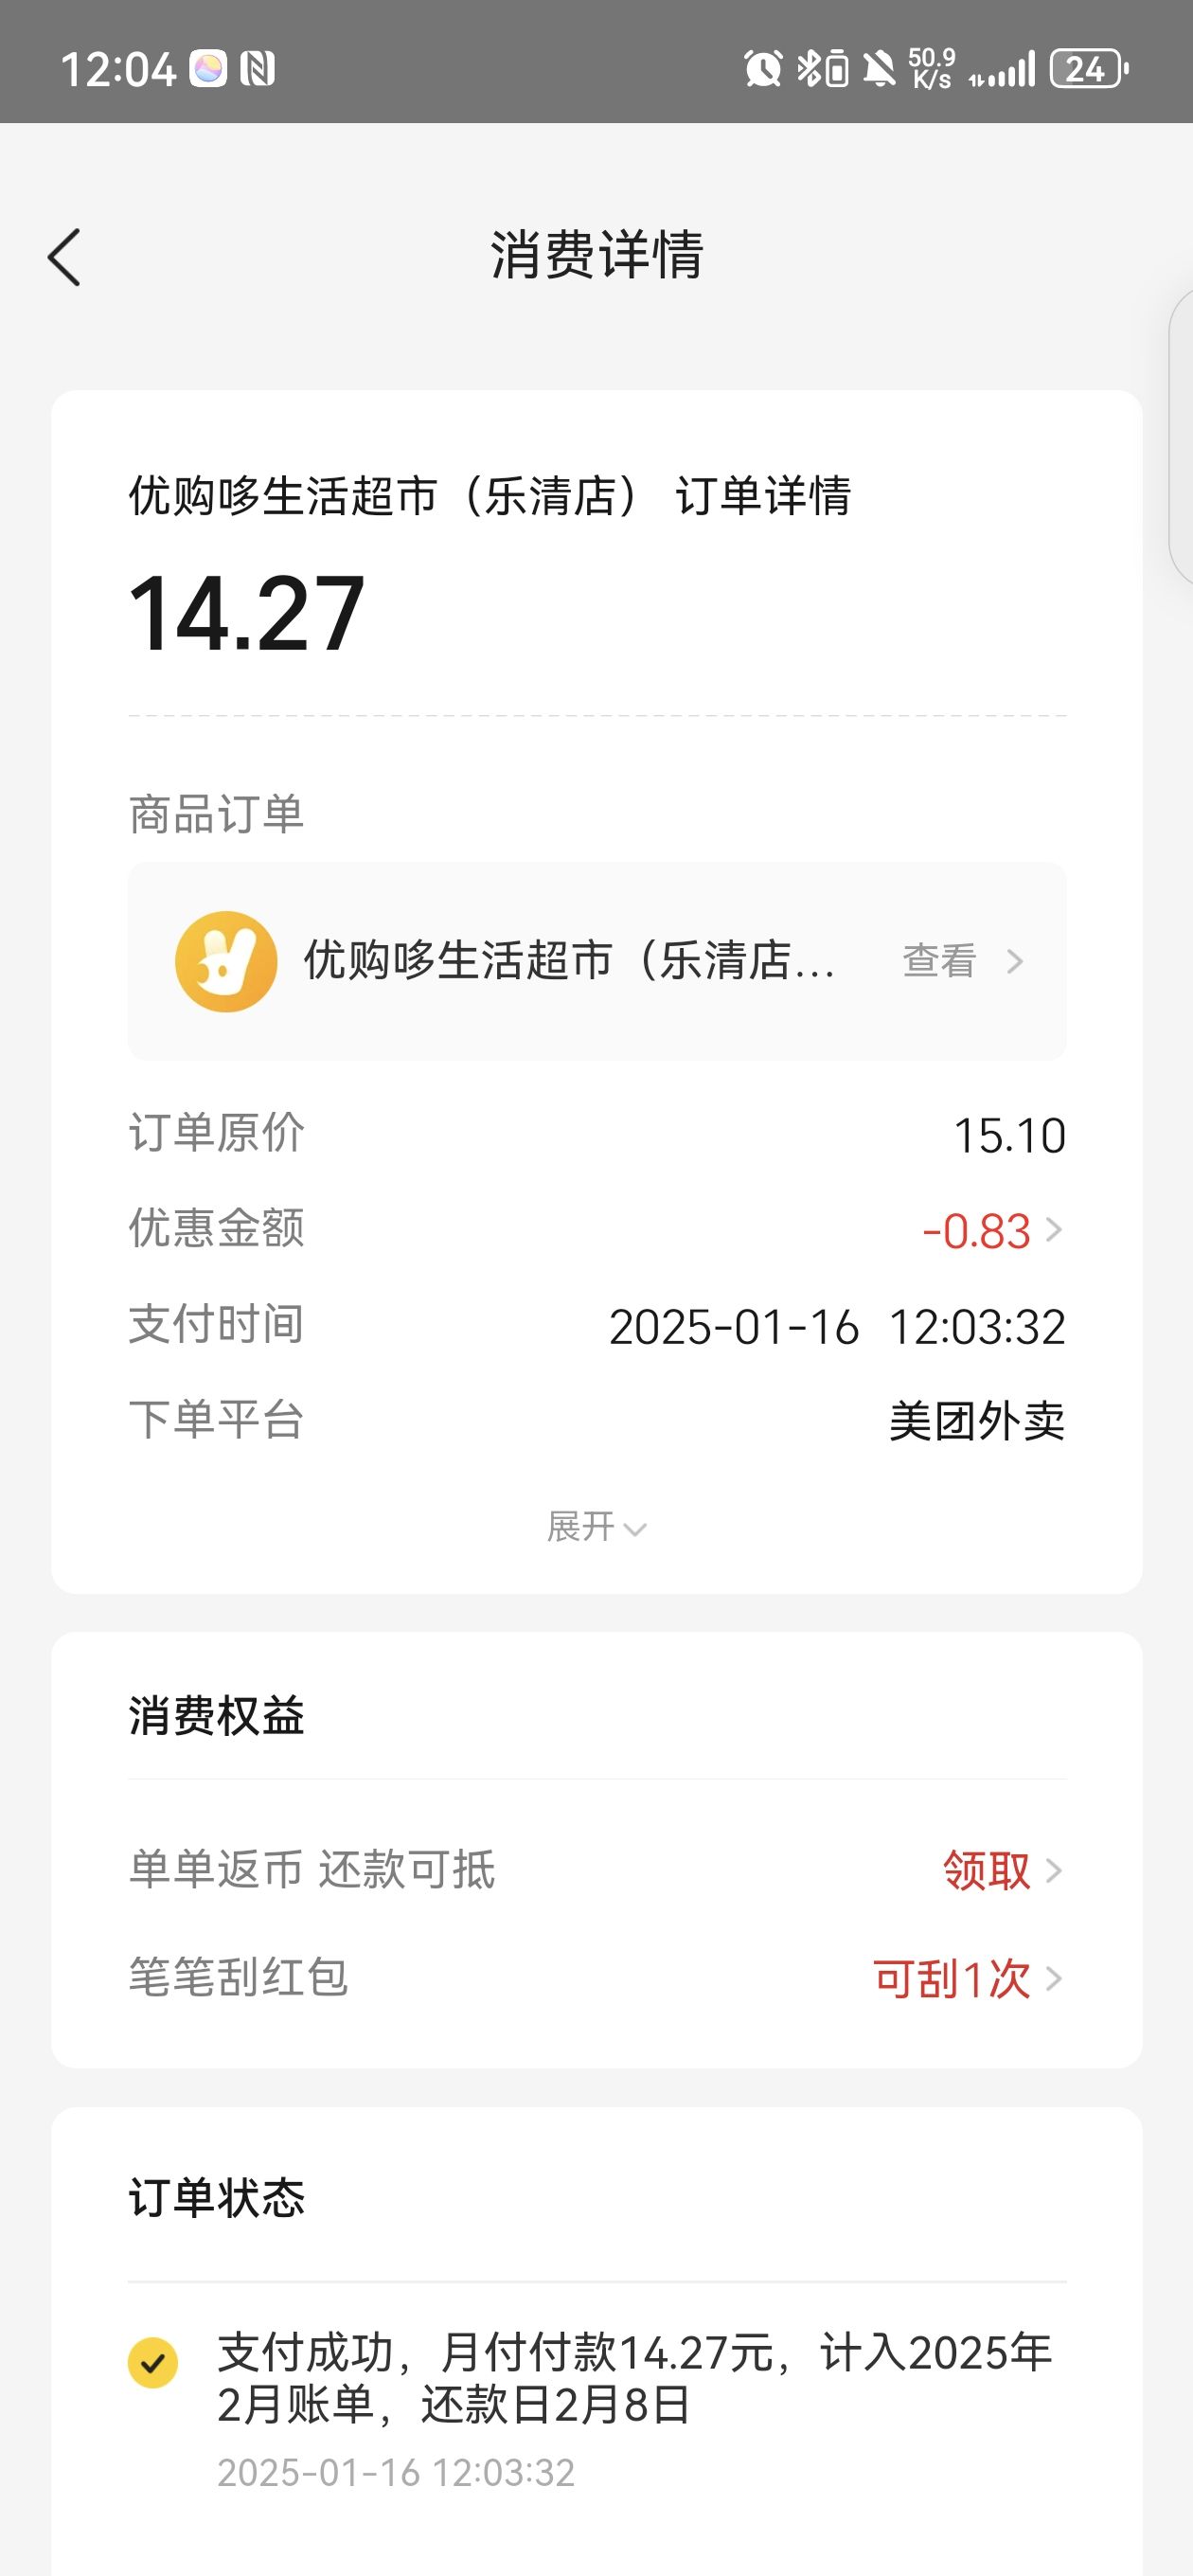 12:04
50.9
K/s
24
消费详情
优购哆生活超市（乐清店） 订单详情
14.27
商品订单
优购哆生活超市（乐清店... 查看
订单原价 15.10
优惠金额 -0.83
支付时间 2025-01-16 12:03:32
下单平台 美团外卖
展开
消费权益
单单返币 还款可抵 领取
笔笔刮红包 可刮1次
订单状态
支付成功，月付付款14.27元，计入2025年
2月账单，还款日2月8日
2025-01-16 12:03:32